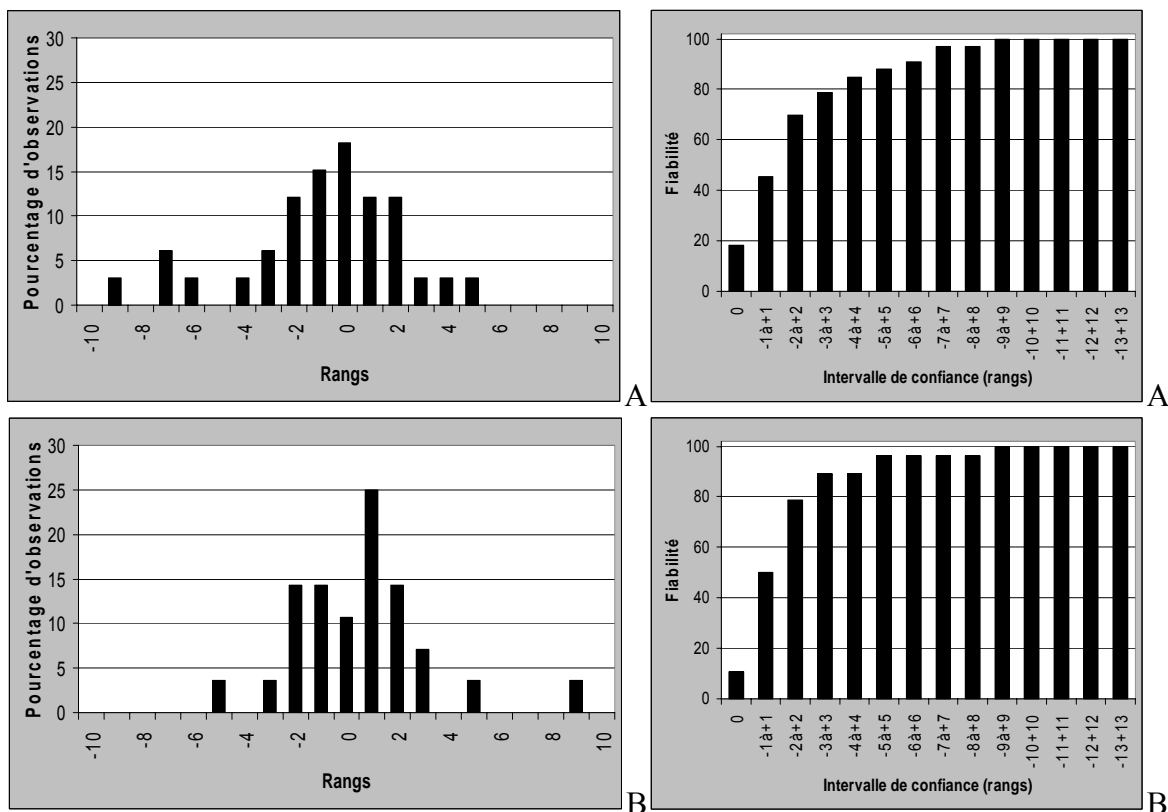 Pourcentage d'observations
30
25
20
15
10
5
0
-10
-8
-6
-4
-2
0
2
4
6
8
10
Rangs
A
Fiabilité
100
80
60
40
20
0
0
-1à+1
-2à+2
-3à+3
-4à+4
-5à+5
-6à+6
-7à+7
-8à+8
-9à+9
-10+10
-11+11
-12+12
-13+13
Intervalle de confiance (rangs)
A
Pourcentage d'observations
30
25
20
15
10
5
0
-10
-8
-6
-4
-2
0
2
4
6
8
10
Rangs
B
Fiabilité
100
80
60
40
20
0
0
-1à+1
-2à+2
-3à+3
-4à+4
-5à+5
-6à+6
-7à+7
-8à+8
-9à+9
-10+10
-11+11
-12+12
-13+13
Intervalle de confiance (rangs)
B